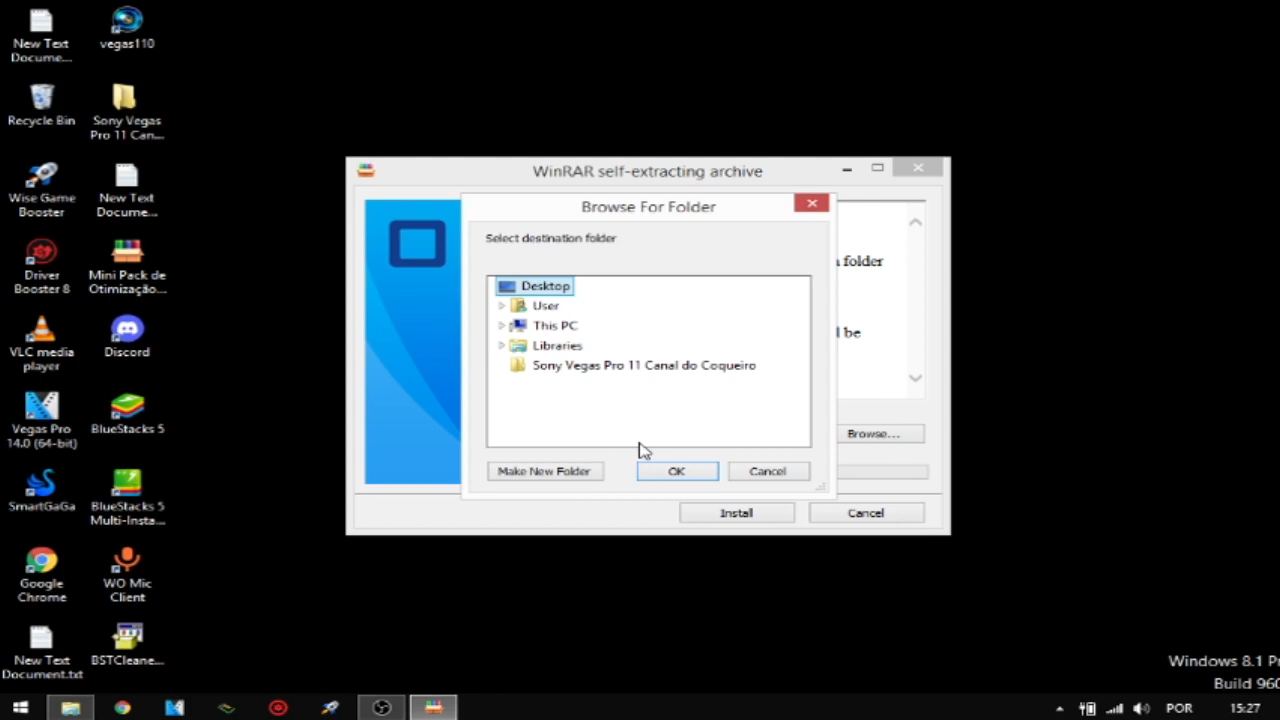 New Text
Docume...
vegas110
Recycle Bin
Sony Vegas
Pro 11 Can...
Wise Game
Booster
New Text
Docume...
Driver
Booster 8
Mini Pack de
Otimização...
VLC media
player
Discord
Vegas Pro
14.0 (64-bit)
BlueStacks 5
SmartGaGa
BlueStacks 5
Multi-Insta...
Google
Chrome
WO Mic
Client
New Text
Document.txt
BSTCleane...
WinRAR self-extracting archive
Browse For Folder
Select destination folder
Desktop
User
This PC
Libraries
Sony Vegas Pro 11 Canal do Coqueiro
Make New Folder
OK
Cancel
folder
be
Browse...
Install
Cancel
Windows 8.1 Pr
Build 960
POR
15:27